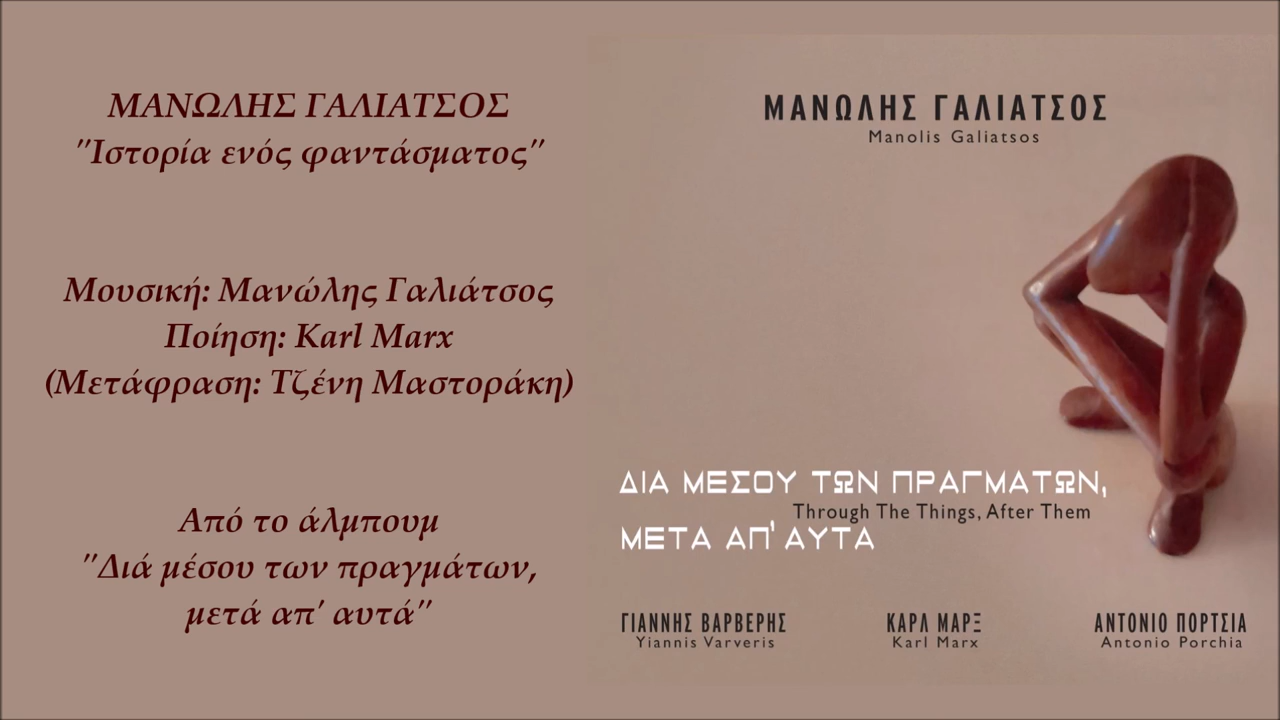 ΜΑΝΩΛΗΣ ΓΑΛΙΑΤΣΟΣ
"Ιστορία ενός φαντάσματος"
Μουσική: Μανώλης Γαλιάτσος
Ποίηση: Karl Marx
(Μετάφραση: Τζένη Μαστοράκη)
Από το άλμπουμ
"Διά μέσου των πραγμάτων,
μετά απ' αυτά"
ΜΑΝΩΛΗΣ ΓΑΛΙΑΤΣΟΣ
Manolis Galiatsos
ΔΙΑ ΜΕΣΟΥ ΤΩΝ ΠΡΑΓΜΑΤΩΝ,
Through The Things, After Them
ΜΕΤΑ ΑΠ' ΑΥΤΑ
ΓΙΑΝΝΗΣ ΒΑΡΒΕΡΗΣ
Yiannis Varveris
ΚΑΡΛ ΜΑΡΞ
Karl Marx
ΑΝΤΟΝΙΟ ΠΟΡΤΣΙΑ
Antonio Porchia